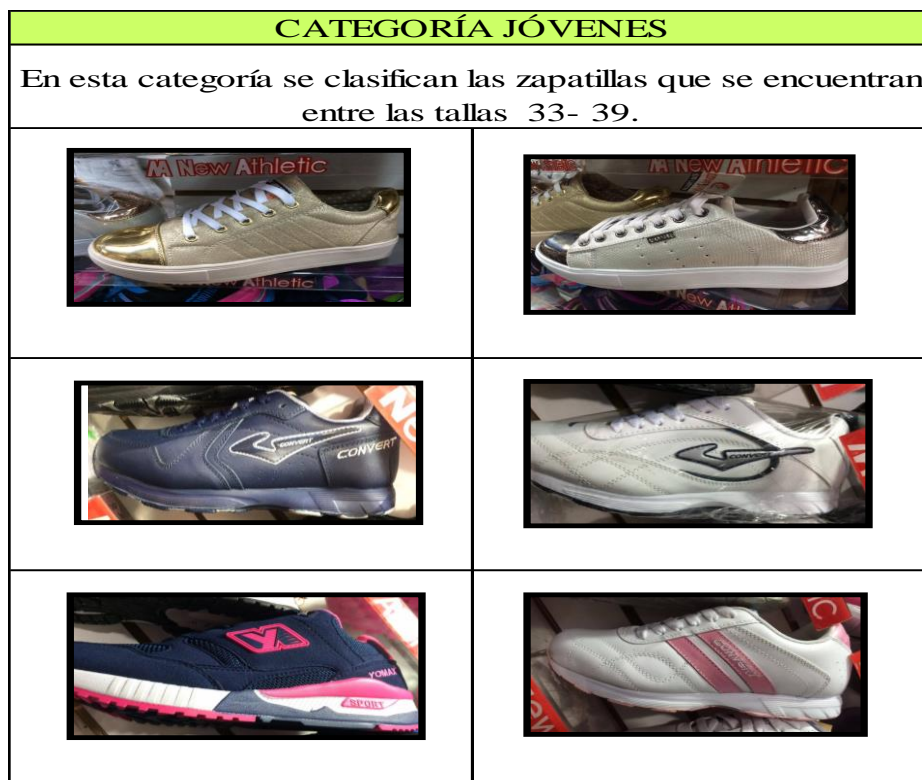 CATEGORÍA JÓVENES
En esta categoría se clasifican las zapatillas que se encuentran
entre las tallas 33- 39.
New Athletic
Athletic
New Athletic
New
CONVERT
CONVERT
CONVERT
YOMAX
SPORT
CONVERT